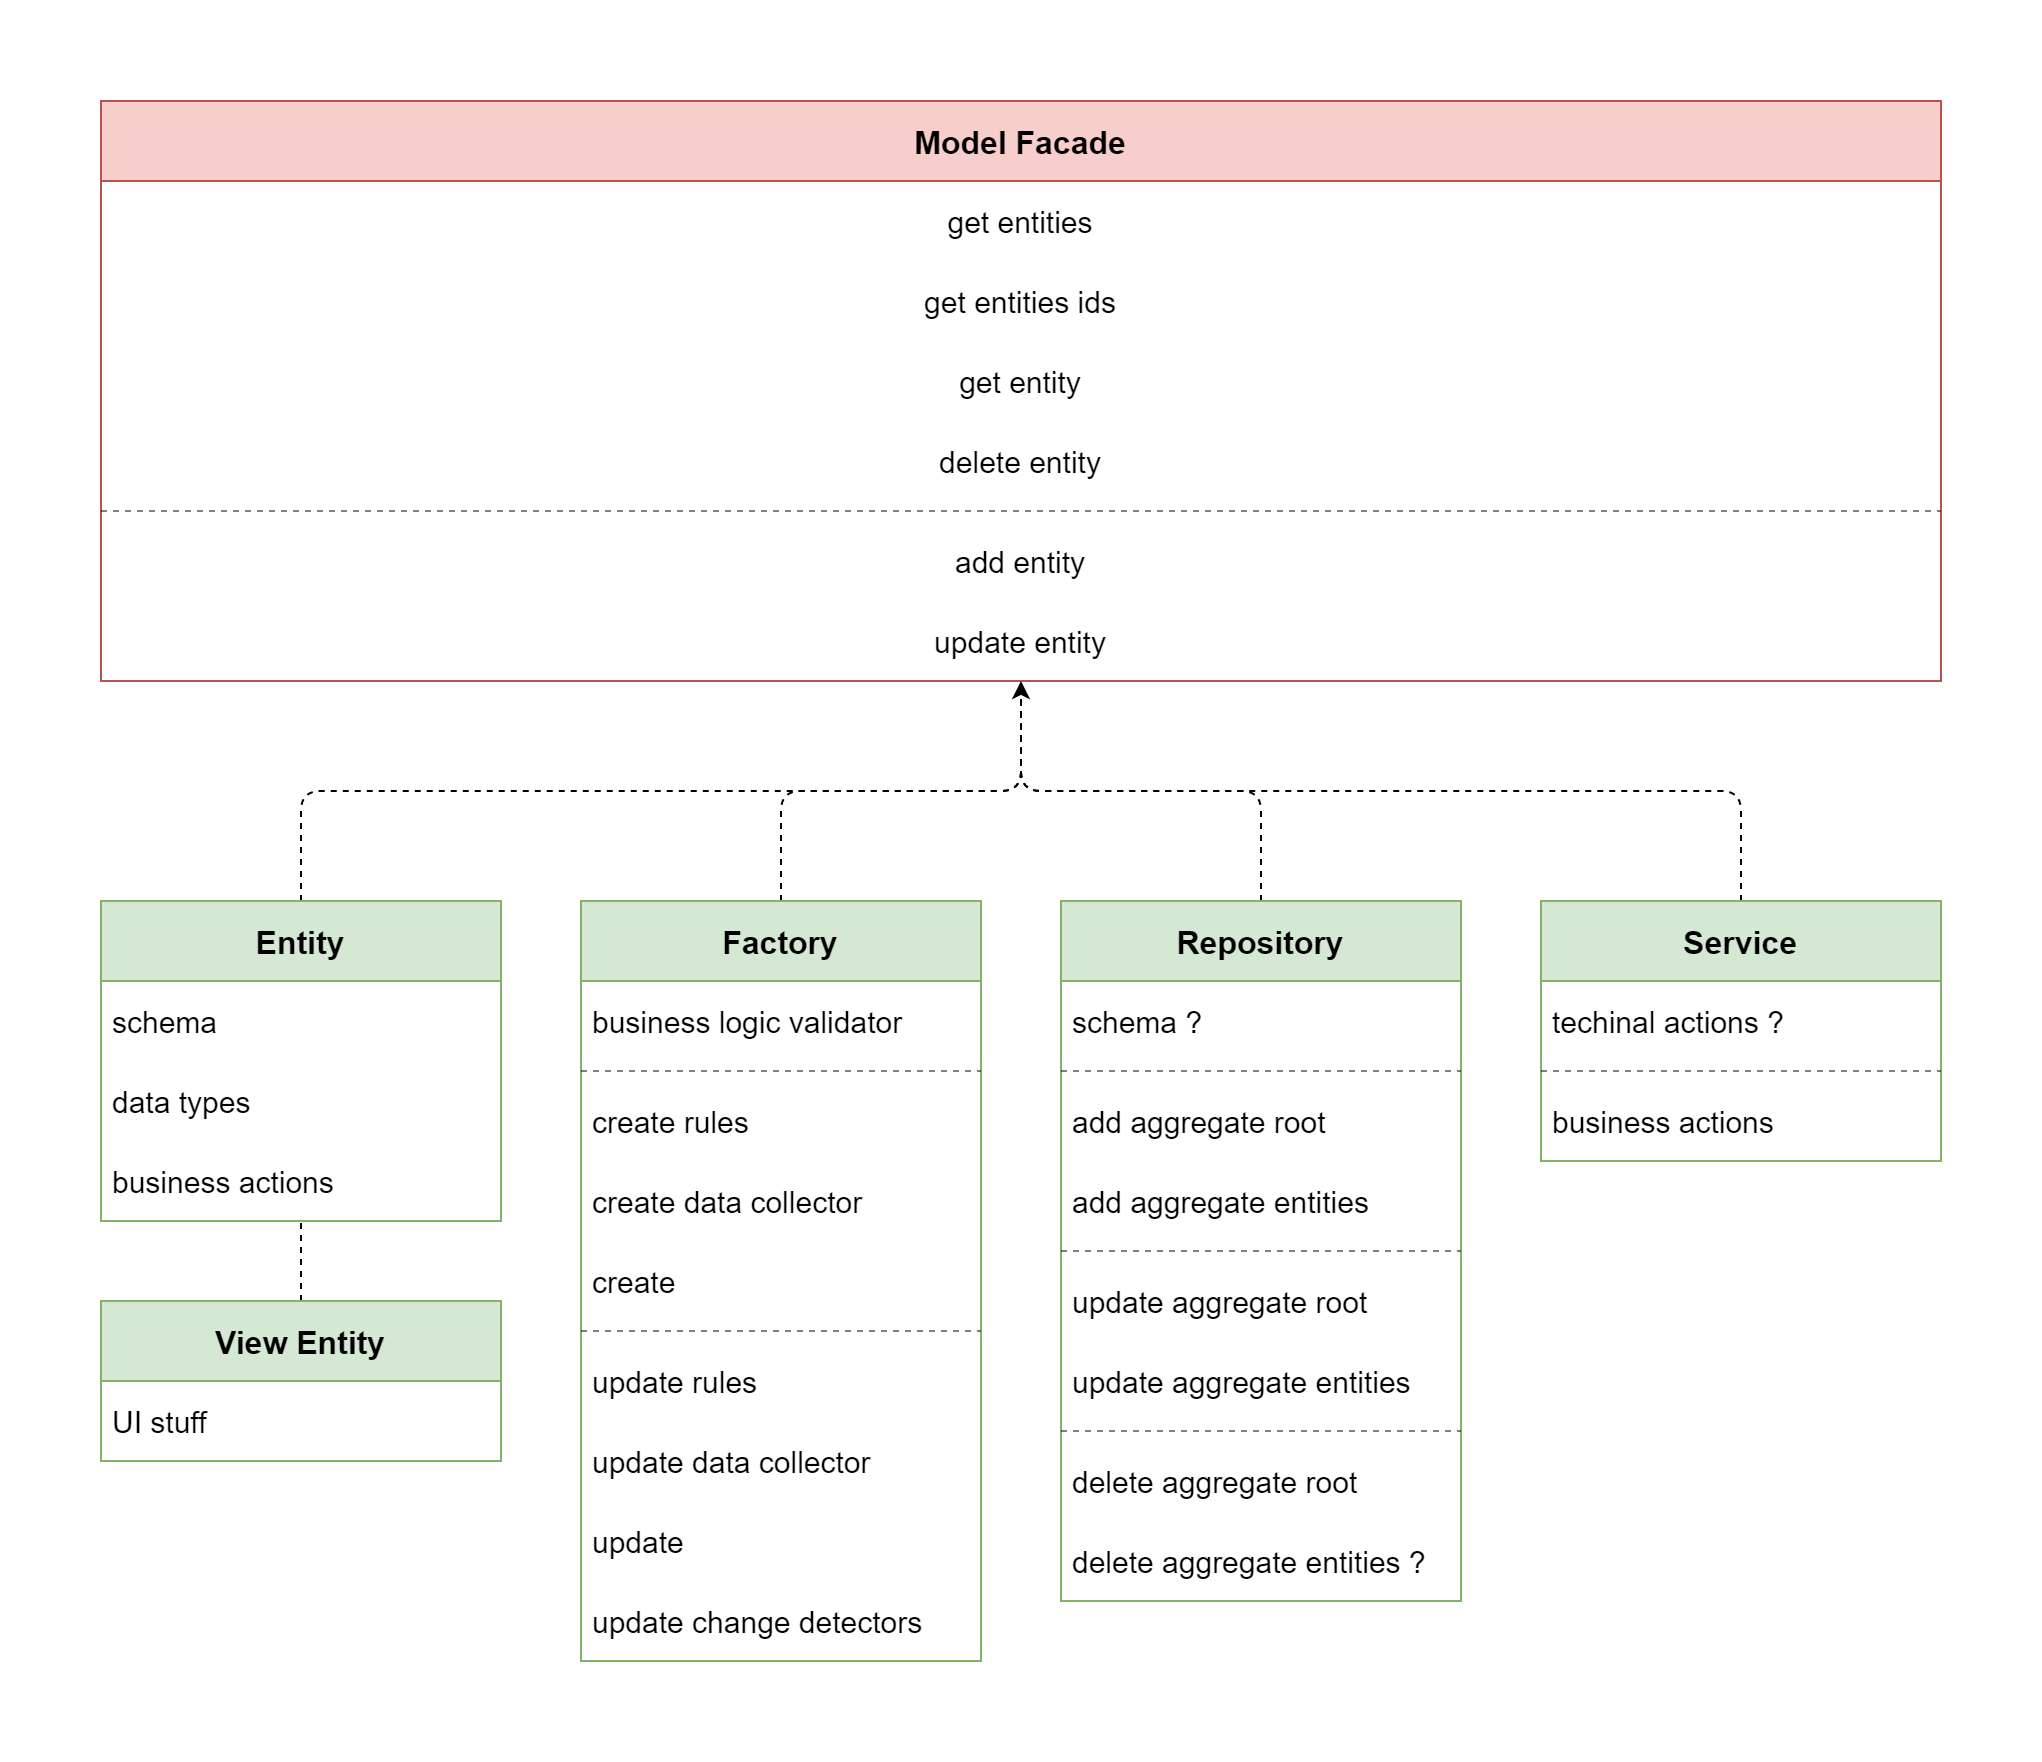 Model Facade
get entities
get entities ids
get entity
delete entity
add entity
update entity
Entity
schema
data types
business actions
View Entity
UI stuff
Factory
business logic validator
create rules
create data collector
create
update rules
update data collector
update
update change detectors
Repository
schema ?
add aggregate root
add aggregate entities
update aggregate root
update aggregate entities
delete aggregate root
delete aggregate entities ?
Service
techinal actions ?
business actions